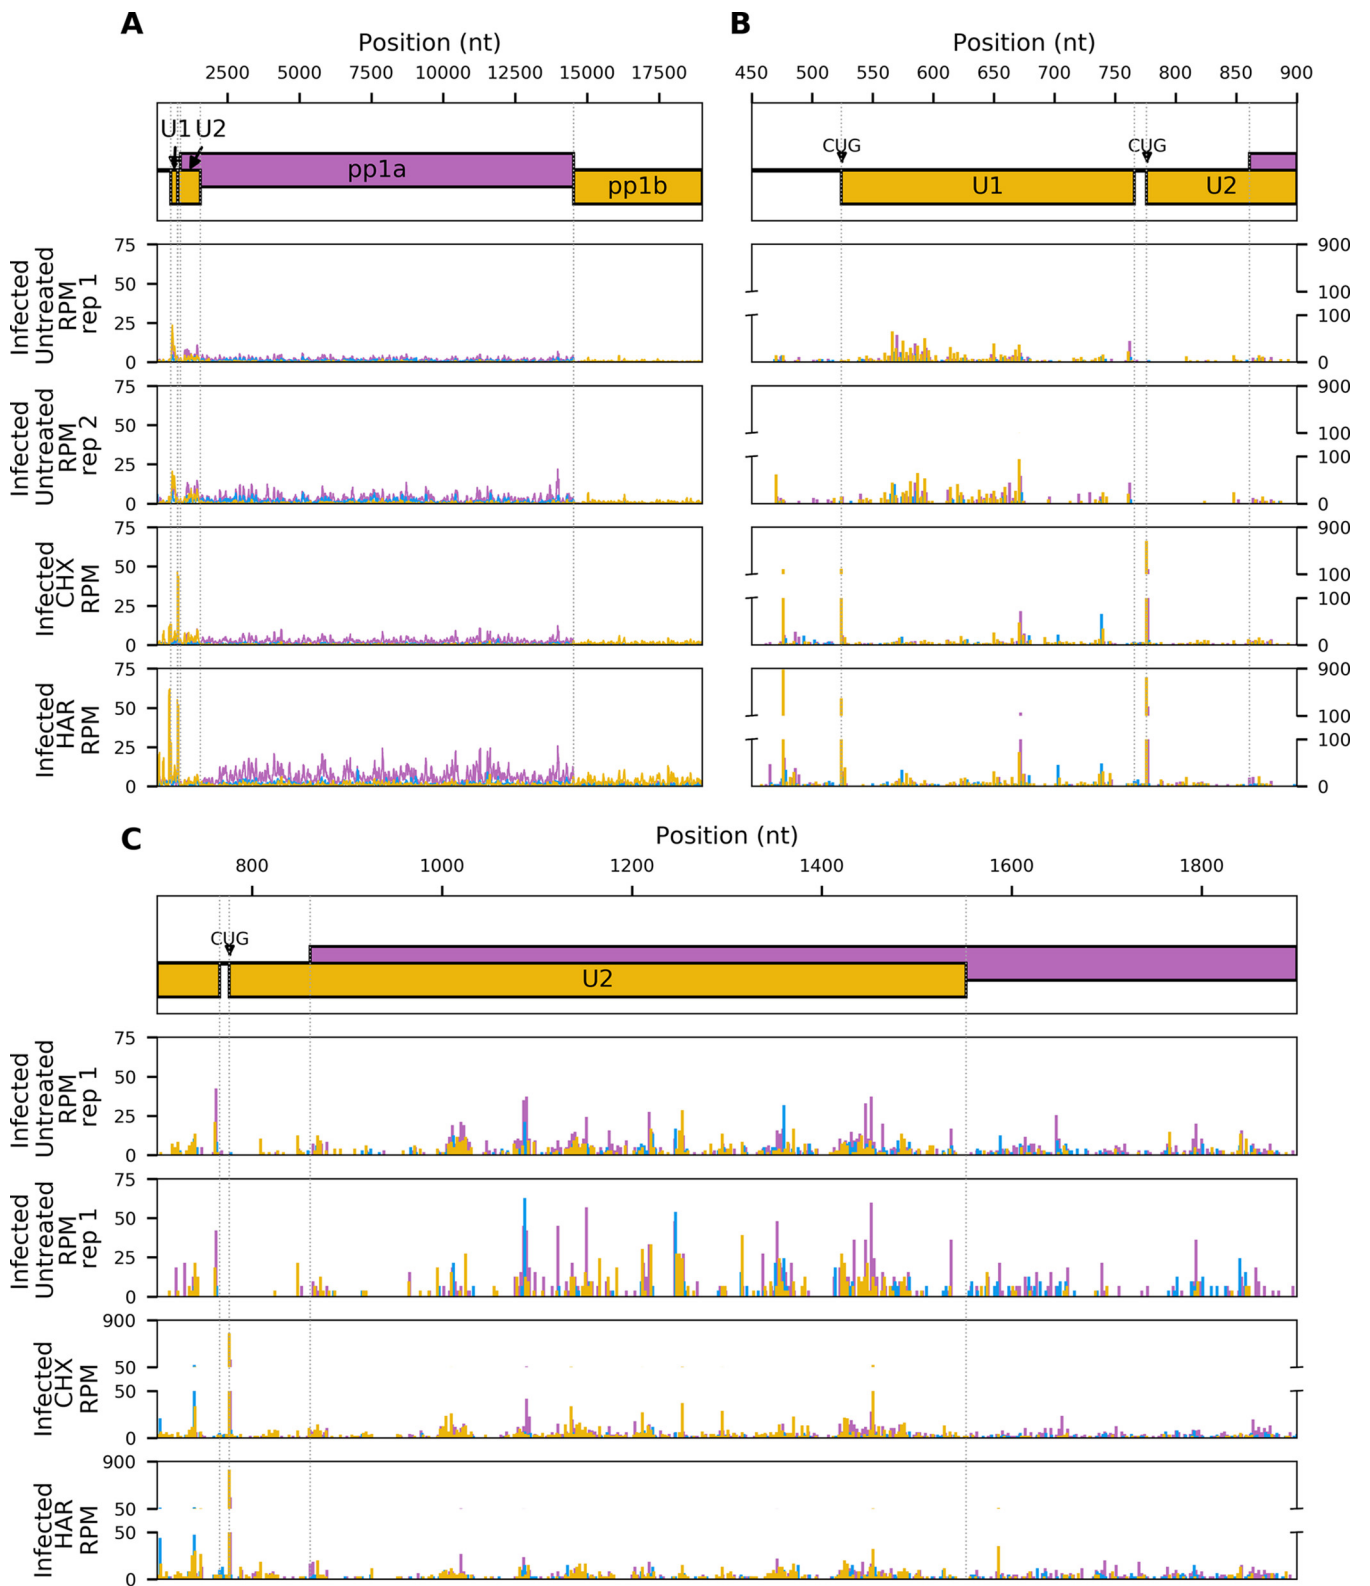 A
Position (nt)
2500 5000 7500 10000 12500 15000 17500
U1 U2
pp1a
pp1b
Infected
Untreated
RPM
rep 1
75
50
25
0
Infected
Untreated
RPM
rep 2
75
50
25
0
Infected
CHX
RPM
75
50
25
0
Infected
HAR
RPM
75
50
25
0
B
Position (nt)
450 500 550 600 650 700 750 800 850 900
CUG CUG
U1 U2
900
100
100
0
900
100
100
0
900
100
100
0
900
100
100
0
C
Position (nt)
800 1000 1200 1400 1600 1800
CUG
U2
Infected
Untreated
RPM
rep 1
75
50
25
0
Infected
Untreated
RPM
rep 1
75
50
25
0
Infected
CHX
RPM
900
50
50
0
Infected
HAR
RPM
900
50
50
0